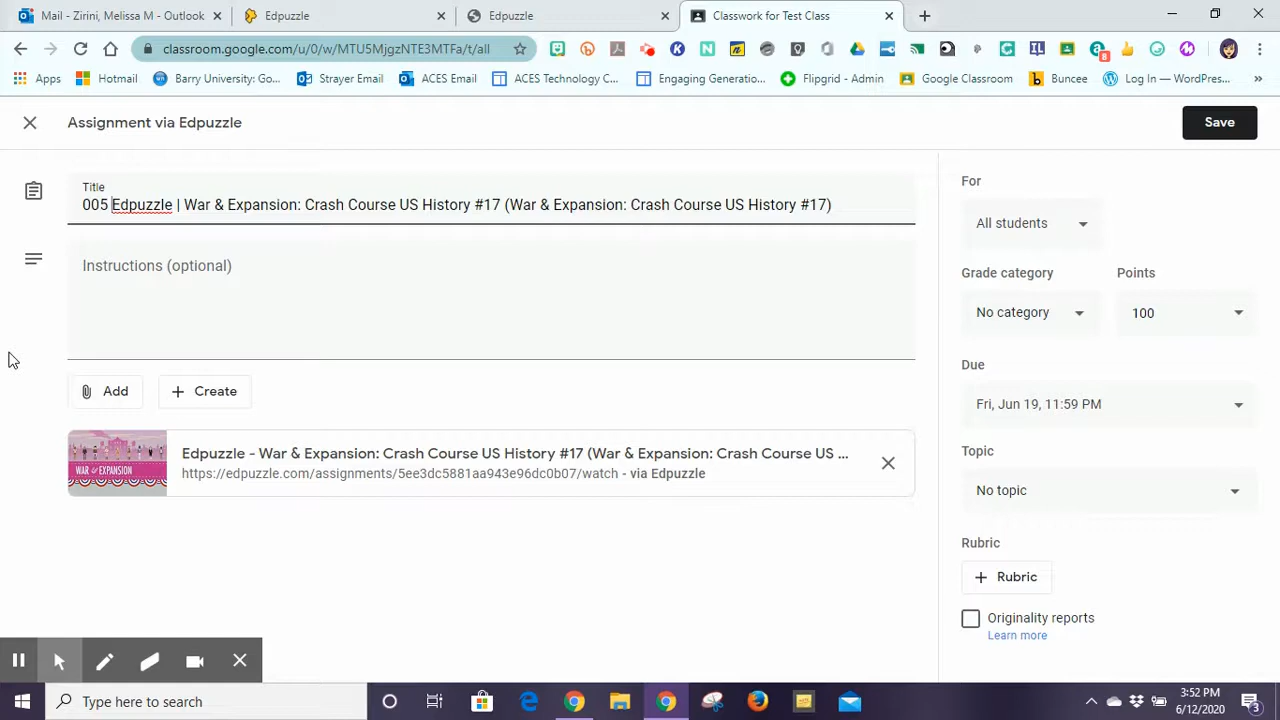 Mail - Zirini, Melissa M - Outlook
Edpuzzle
Edpuzzle
Classwork for Test Class
classroom.google.com/u/0/w/MTU5MjgzNTE3MTFa/t/all
Apps
Hotmail
Barry University: Go...
Strayer Email
ACES Email
ACES Technology C...
Engaging Generatio...
Flipgrid - Admin
Google Classroom
Buncee
Log In — WordPres...
»
Assignment via Edpuzzle
Save
Title
005 Edpuzzle | War & Expansion: Crash Course US History #17 (War & Expansion: Crash Course US History #17)
Instructions (optional)
Add
Create
WAR & EXPANSION
Edpuzzle - War & Expansion: Crash Course US History #17 (War & Expansion: Crash Course US ...
https://edpuzzle.com/assignments/5ee3dc5881aa943e96dc0b07/watch - via Edpuzzle
For
All students
Grade category
Points
No category
100
Due
Fri, Jun 19, 11:59 PM
Topic
No topic
Rubric
Rubric
Originality reports
Learn more
Type here to search
3:52 PM
6/12/2020
3